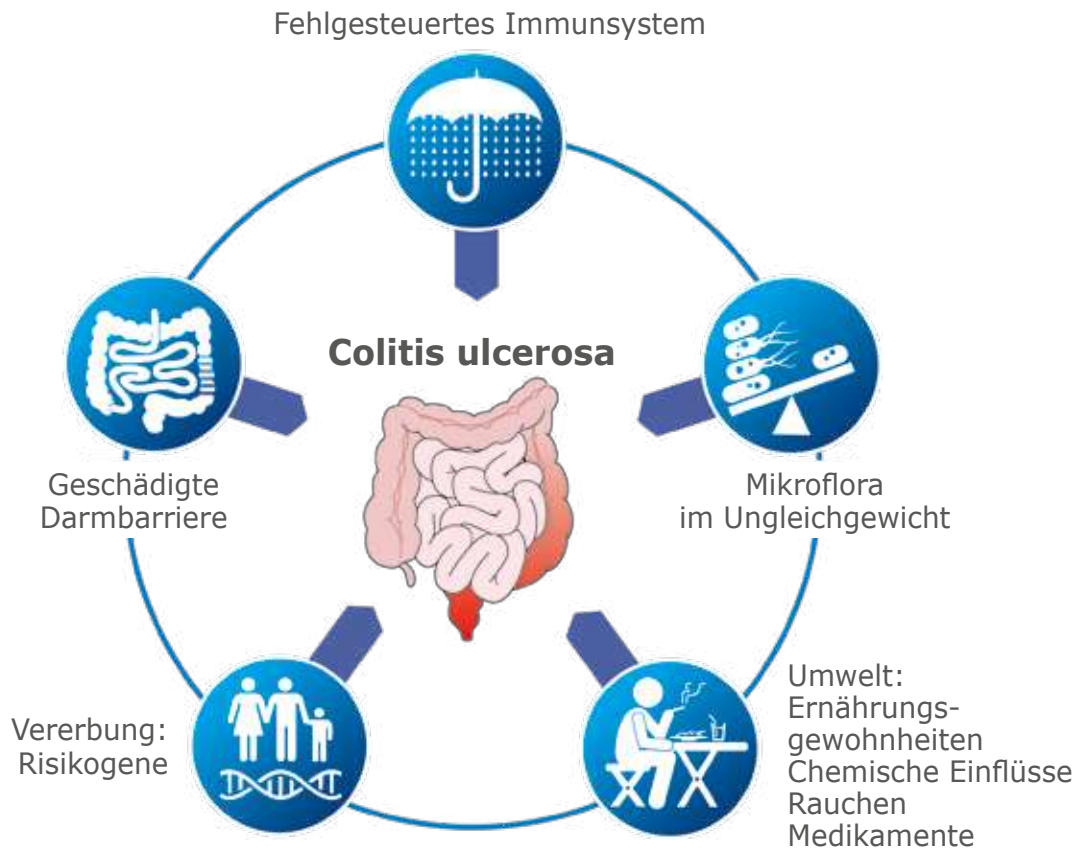 Fehlgesteuertes Immunsystem
Colitis ulcerosa
Geschädigte
Darmbarriere
Mikroflora
im Ungleichgewicht
Vererbung:
Risikogene
Umwelt:
Ernährungs-
gewohnheiten
Chemische Einflüsse
Rauchen
Medikamente